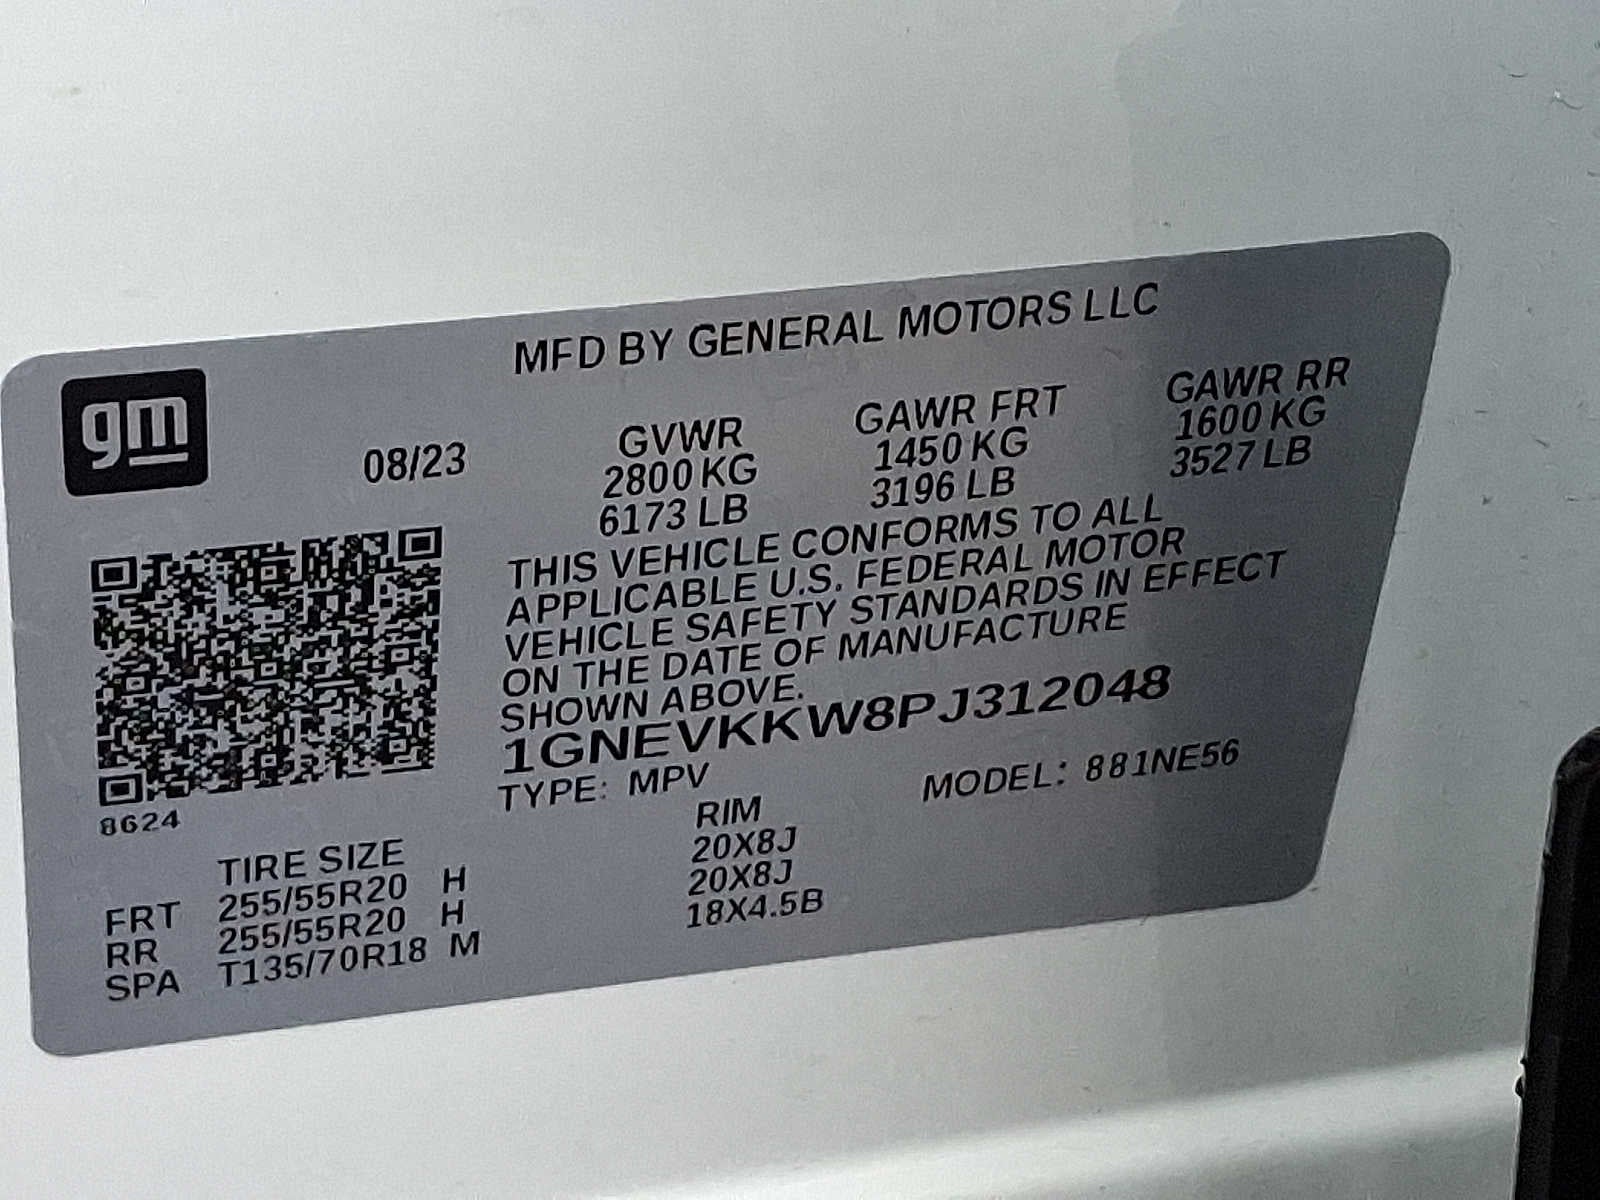 MFD BY GENERAL MOTORS LLC
gm
08/23
GVWR GAWR FRT GAWR RR
2800 KG 1450 KG 1600 KG
6173 LB 3196 LB 3527 LB
THIS VEHICLE CONFORMS TO ALL
APPLICABLE U.S. FEDERAL MOTOR
VEHICLE SAFETY STANDARDS IN EFFECT
ON THE DATE OF MANUFACTURE
SHOWN ABOVE.
1GNEVKKW8PJ312048
TYPE: MPV MODEL: 881NE56
8624
TIRE SIZE RIM
FRT 255/55R20 H 20X8J
RR 255/55R20 H 20X8J
SPA T135/70R18 M 18X4.5B